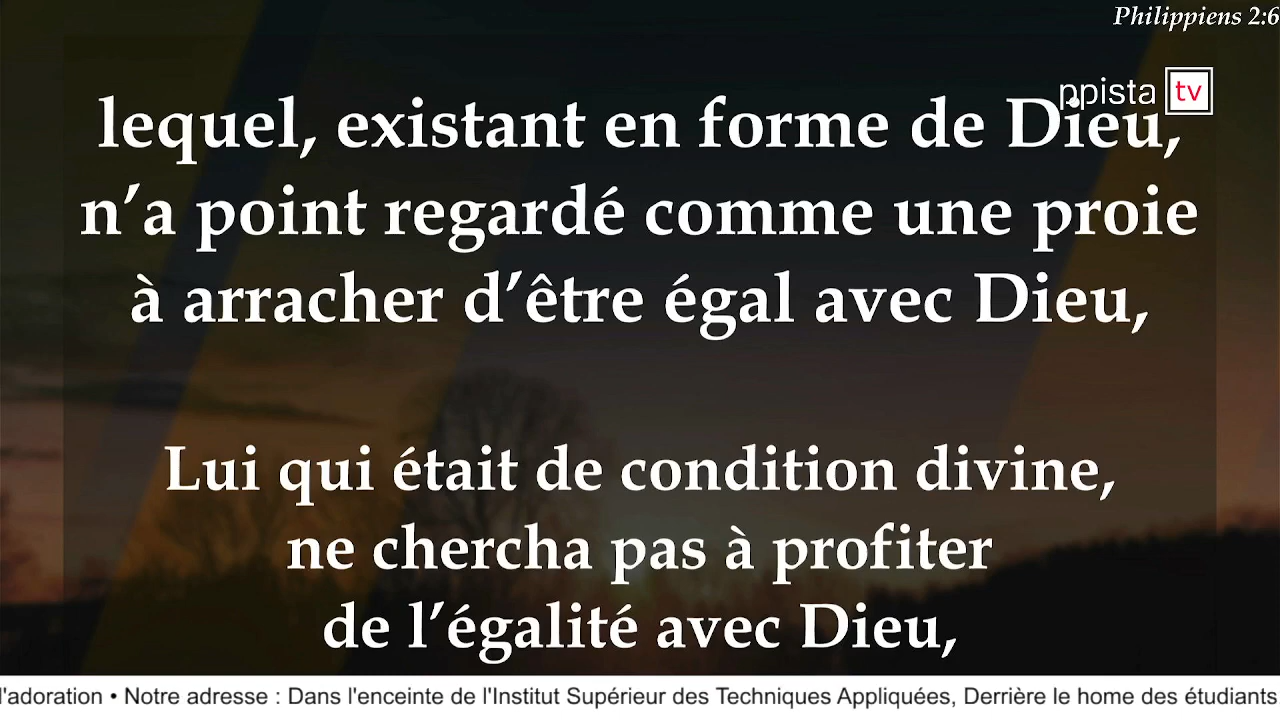 Philippiens 2:6
ppista tv
lequel, existant en forme de Dieu,
n’a point regardé comme une proie
à arracher d’être égal avec Dieu,
Lui qui était de condition divine,
ne chercha pas à profiter
de l’égalité avec Dieu,
l'adoration • Notre adresse : Dans l'enceinte de l'Institut Supérieur des Techniques Appliquées, Derrière le home des étudiants